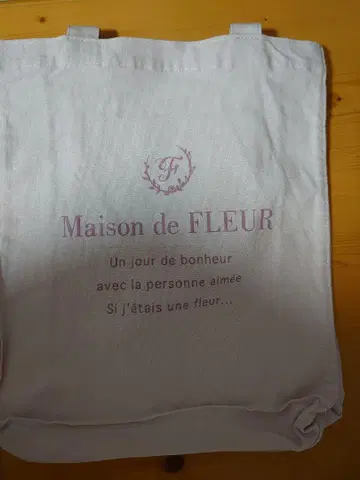 F
Maison de FLEUR
Un jour de bonheur
avec la personne aimée
Si j'étais une fleur...